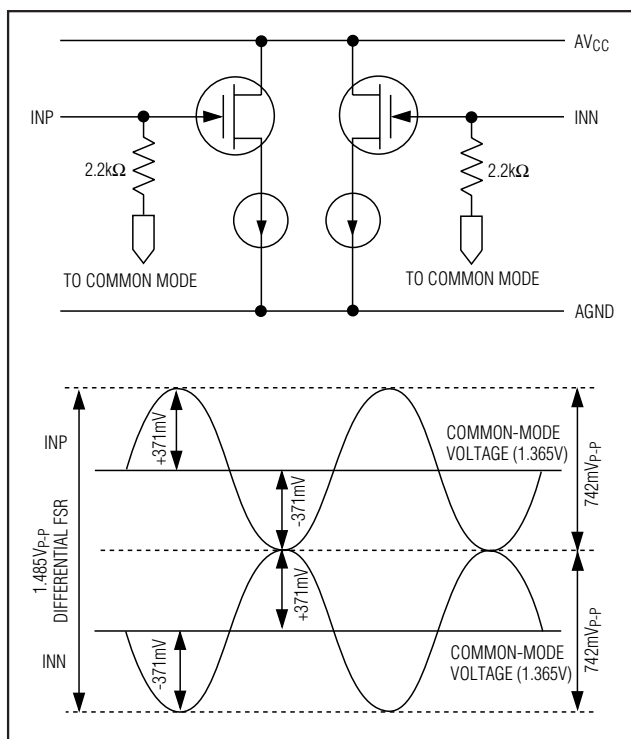 AVCC
INP
INN
2.2kΩ
2.2kΩ
TO COMMON MODE
TO COMMON MODE
AGND
INP
+371mV
COMMON-MODE
VOLTAGE (1.365V)
-371mV
742mVP-P
1.485VP-P
DIFFERENTIAL FSR
+371mV
INN
-371mV
COMMON-MODE
VOLTAGE (1.365V)
742mVP-P